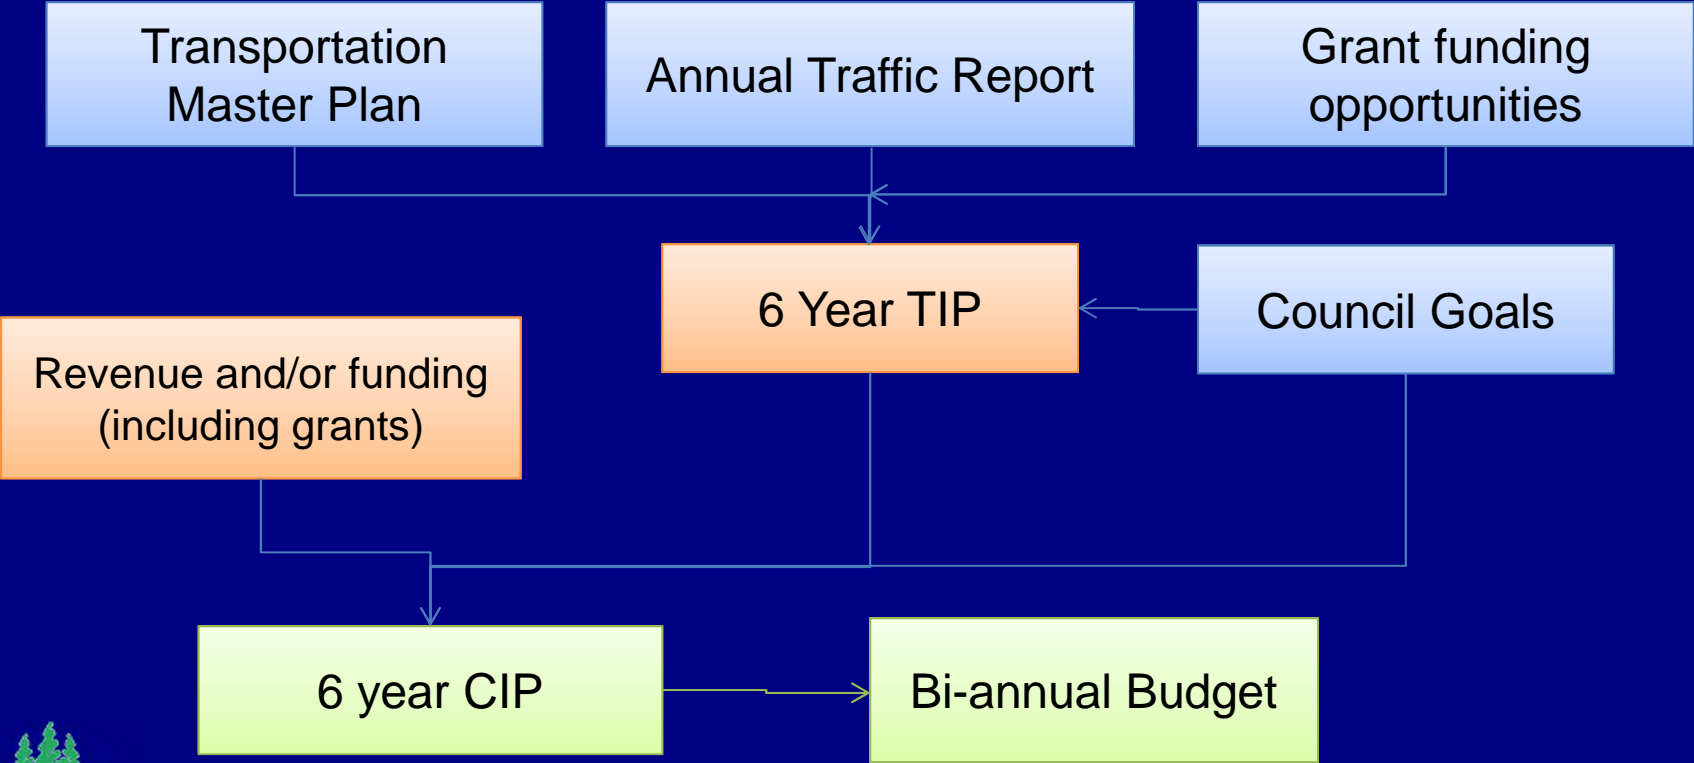 Transportation
Master Plan
Annual Traffic Report
Grant funding
opportunities
6 Year TIP
Council Goals
Revenue and/or funding
(including grants)
6 year CIP
Bi-annual Budget